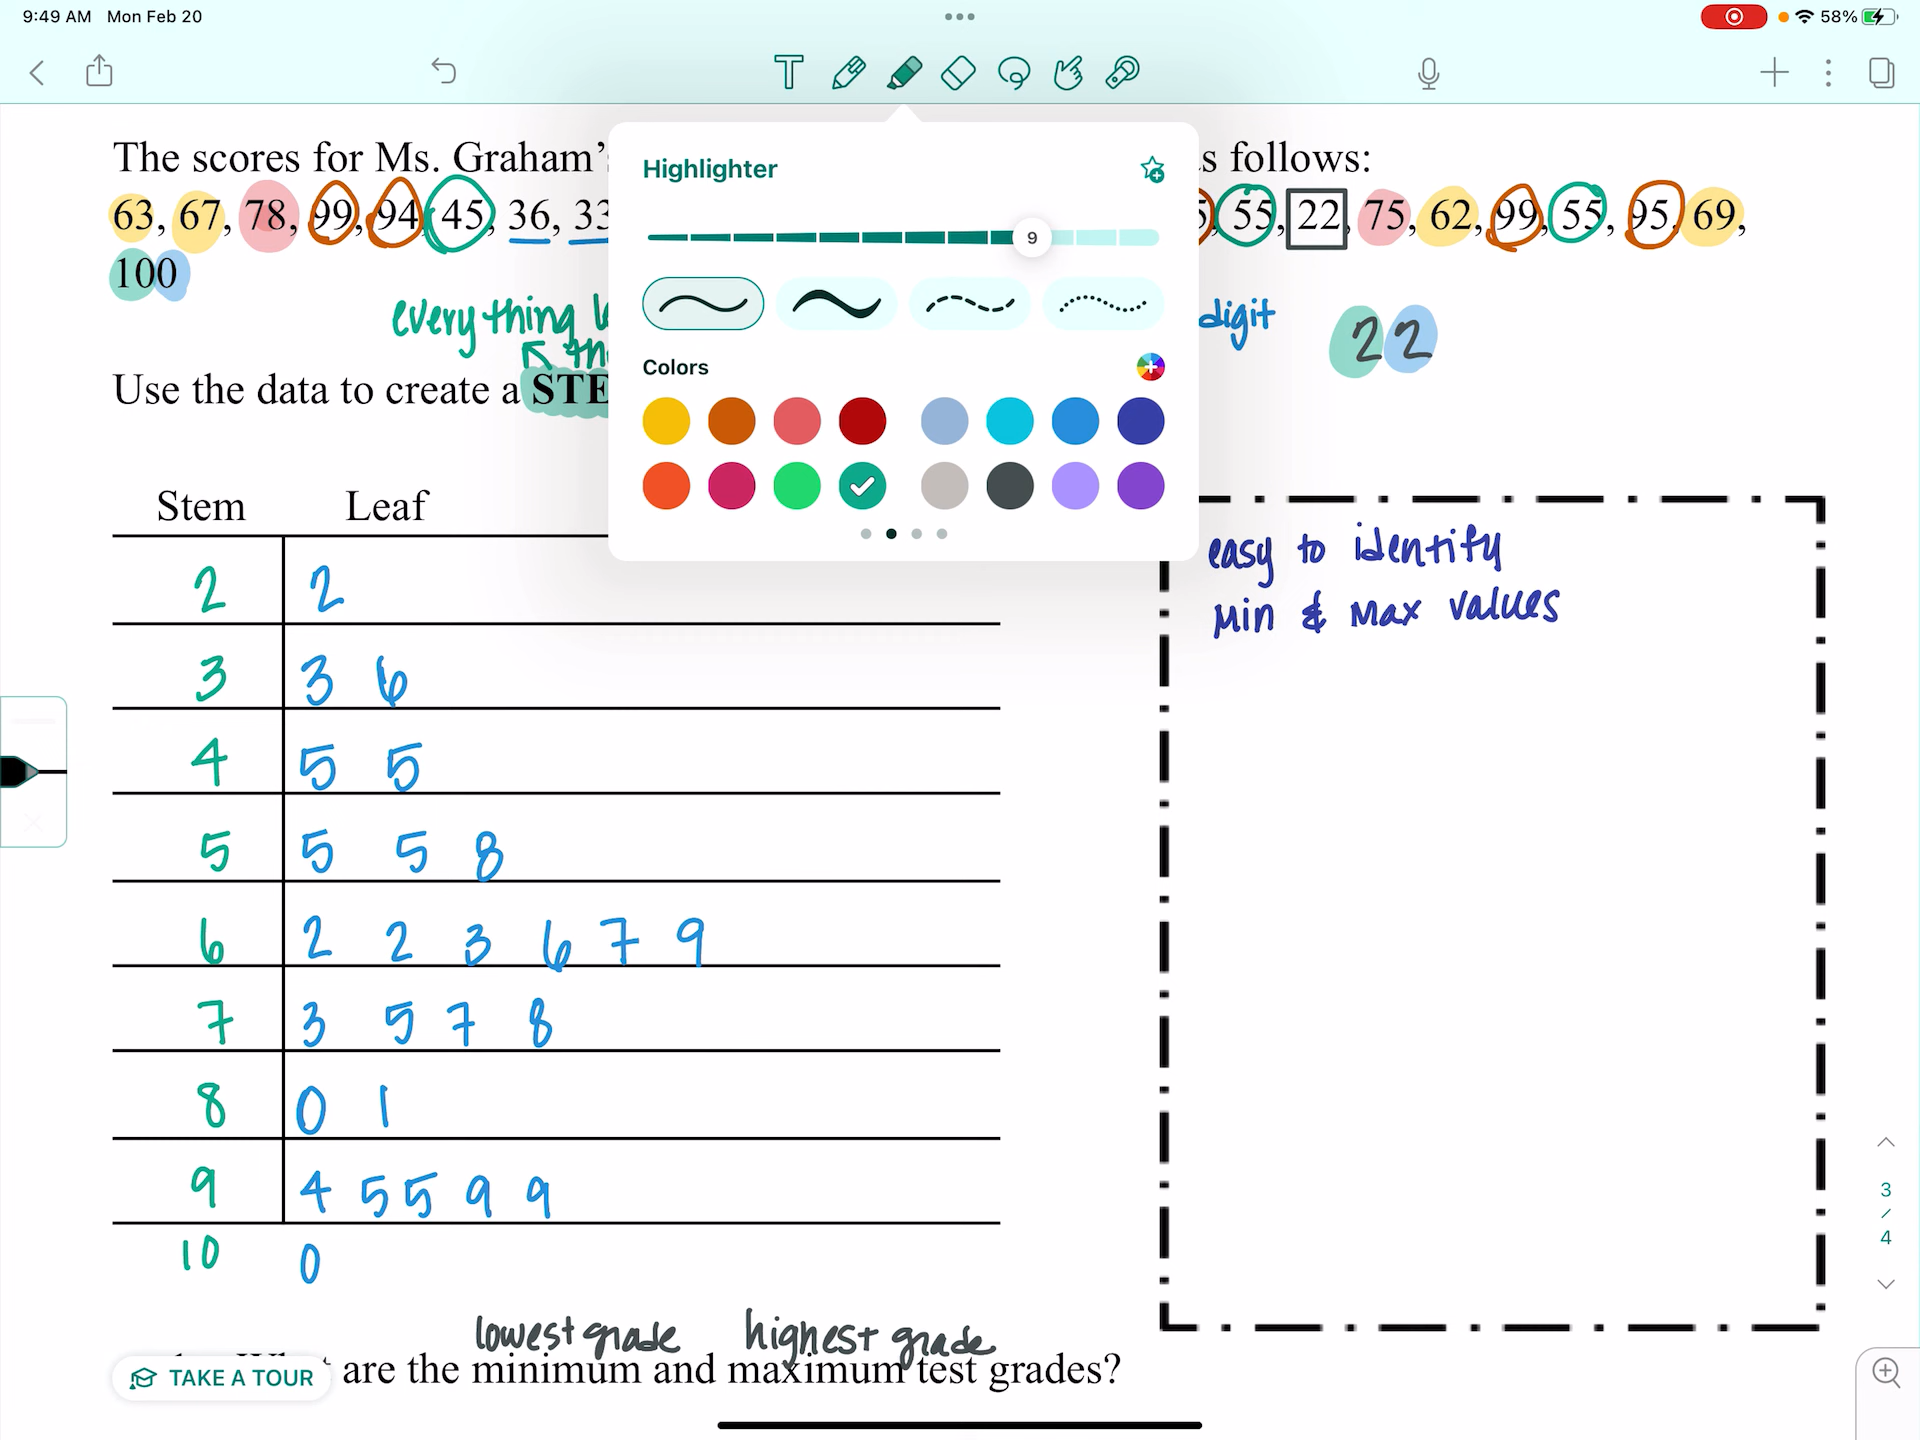 9:49 AM Mon Feb 20
58%
The scores for Ms. Graham's
s follows:
Highlighter
63, 67, 78, 99, 94, 45, 36, 33
55, 22, 75, 62, 99, 55, 95, 69,
9
100
everything
digit
22
Colors
Use the data to create a STE
Stem Leaf
easy to identify
Min & Max values
2 2
3 3 6
4 5 5
5 5 5 8
6 2 2 3 6 7 9
7 3 5 7 8
8 0 1
9 4 5 5 9 9
10 0
3
/
4
lowest grade highest grade
TAKE A TOUR
are the minimum and maximum test grades?